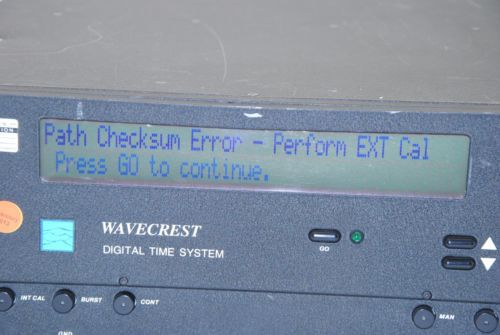 Path Checksum Error - Perform EXT Cal
Press GO to continue.
WAVECREST
DIGITAL TIME SYSTEM
GO
INT CAL
BURST
CONT
MAN
GND